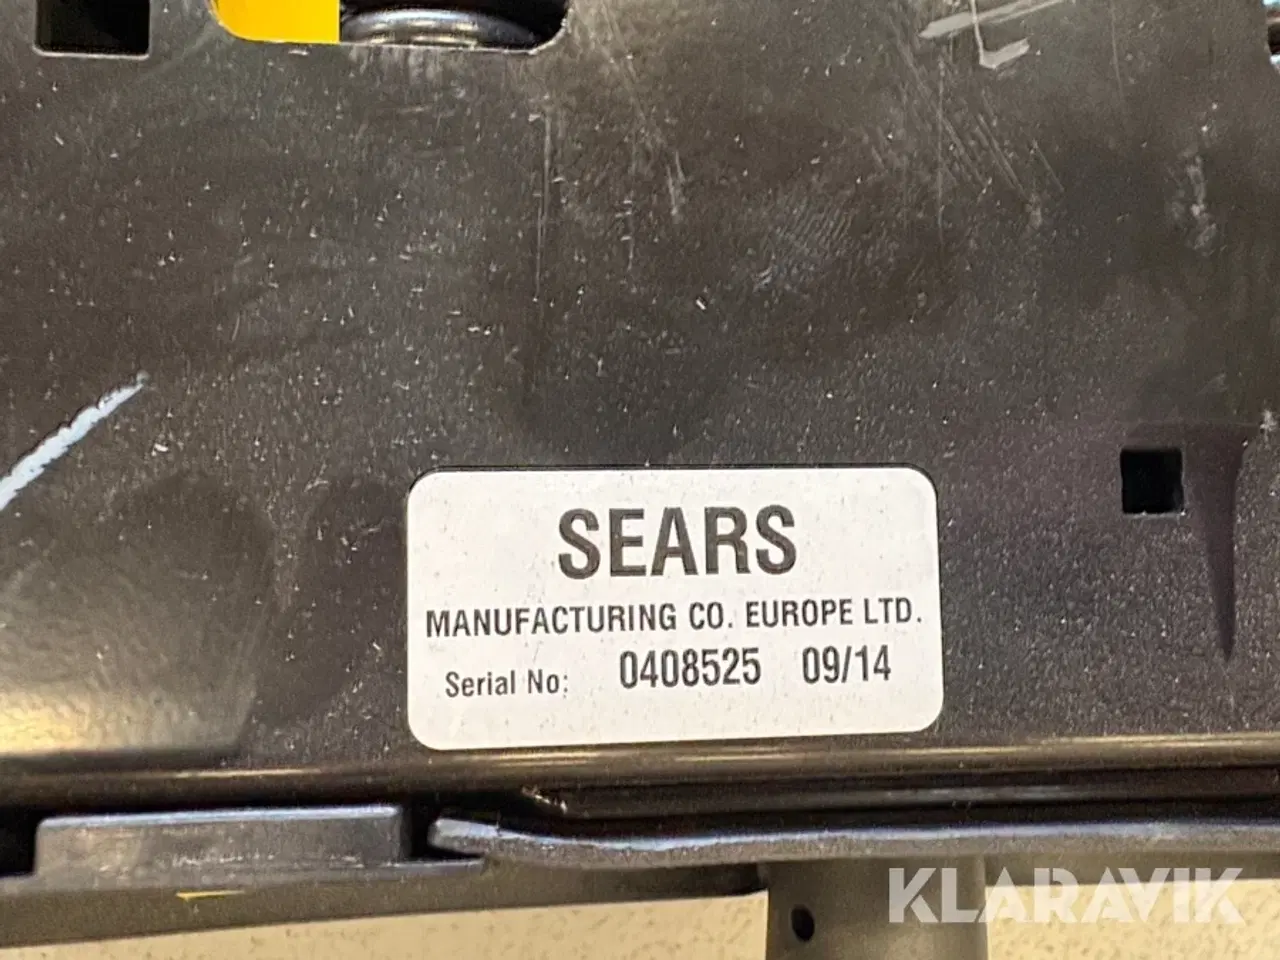 SEARS
MANUFACTURING CO. EUROPE LTD.
Serial No: 0408525 09/14
KLARAVIK